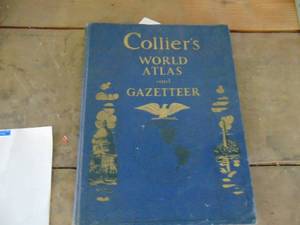 Collier's
WORLD
ATLAS
and
GAZETTEER